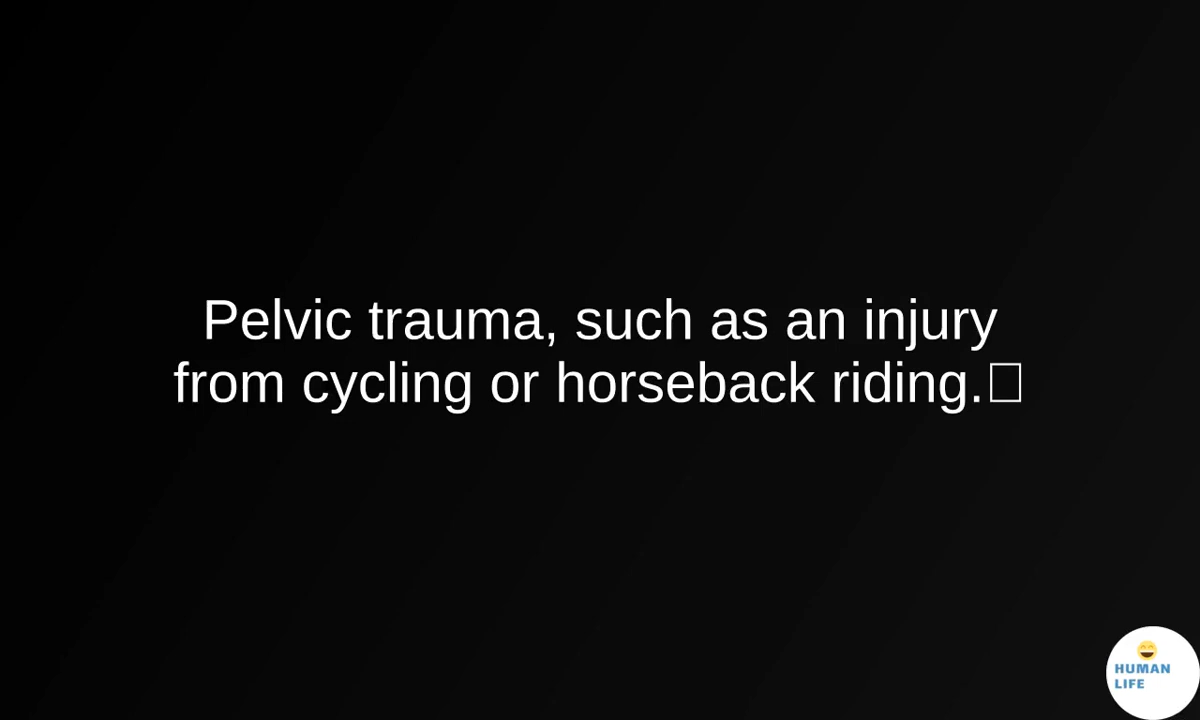 Pelvic trauma, such as an injury
from cycling or horseback riding.
HUMAN
LIFE